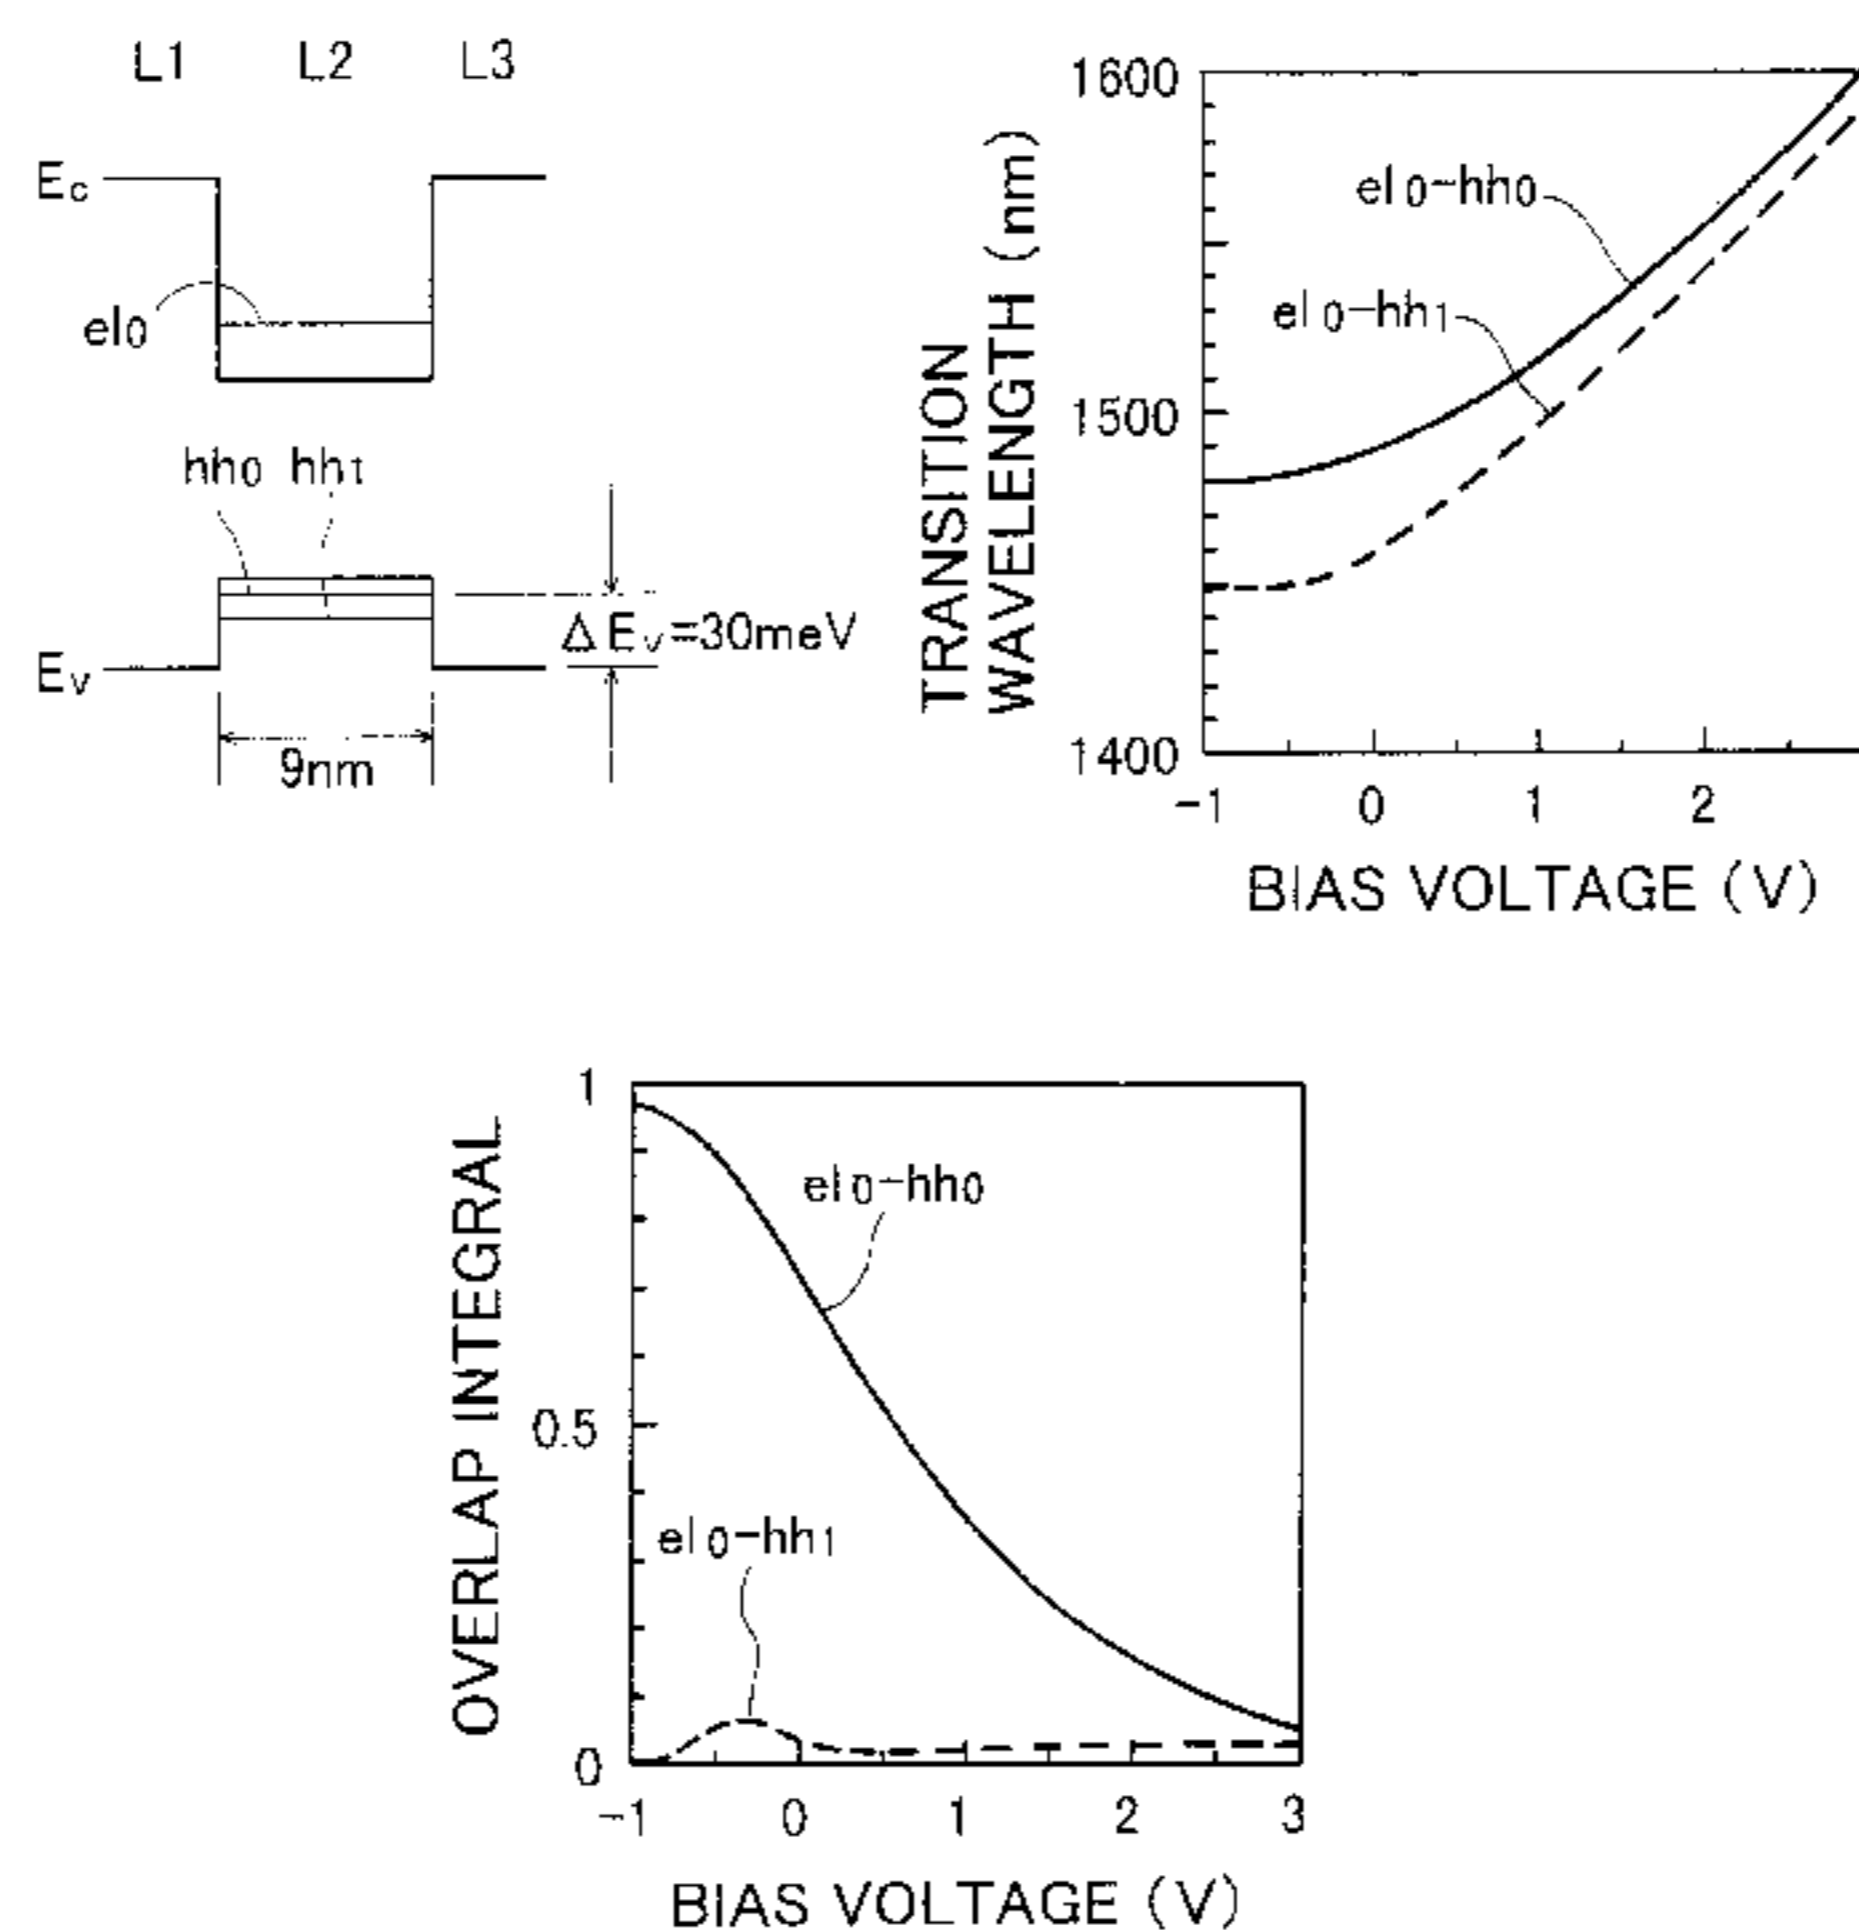 L1 L2 L3
Ec
el0
hh0 hh1
ΔEv=30meV
Ev
9nm
TRANSITION
WAVELENGTH (nm)
1600
1500
1400
el0-hh0
el0-hh1
-1 0 1 2
BIAS VOLTAGE (V)
OVERLAP INTEGRAL
1
0.5
0
el0-hh0
el0-hh1
-1 0 1 2 3
BIAS VOLTAGE (V)